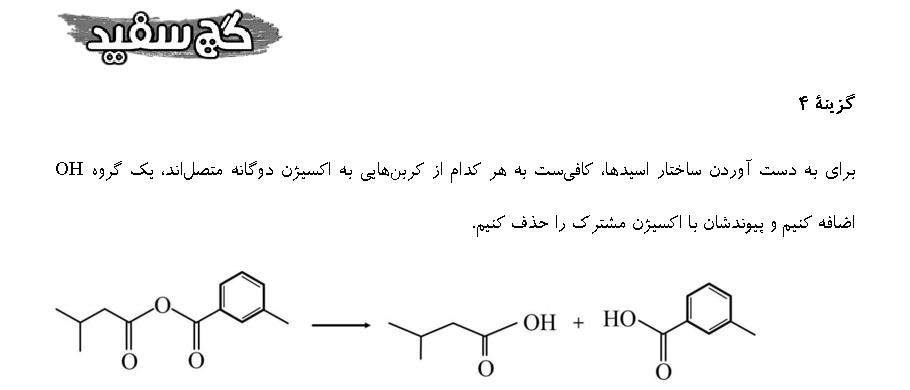 گچ سفید
گزینهٔ ۴
برای به دست آوردن ساختار اسیدها، کافی‌ست به هر کدام از کربن‌هایی به اکسیژن دوگانه متصل‌اند، یک گروه OH
اضافه کنیم و پیوندشان با اکسیژن مشترک را حذف کنیم.
O O O OH + HO O O